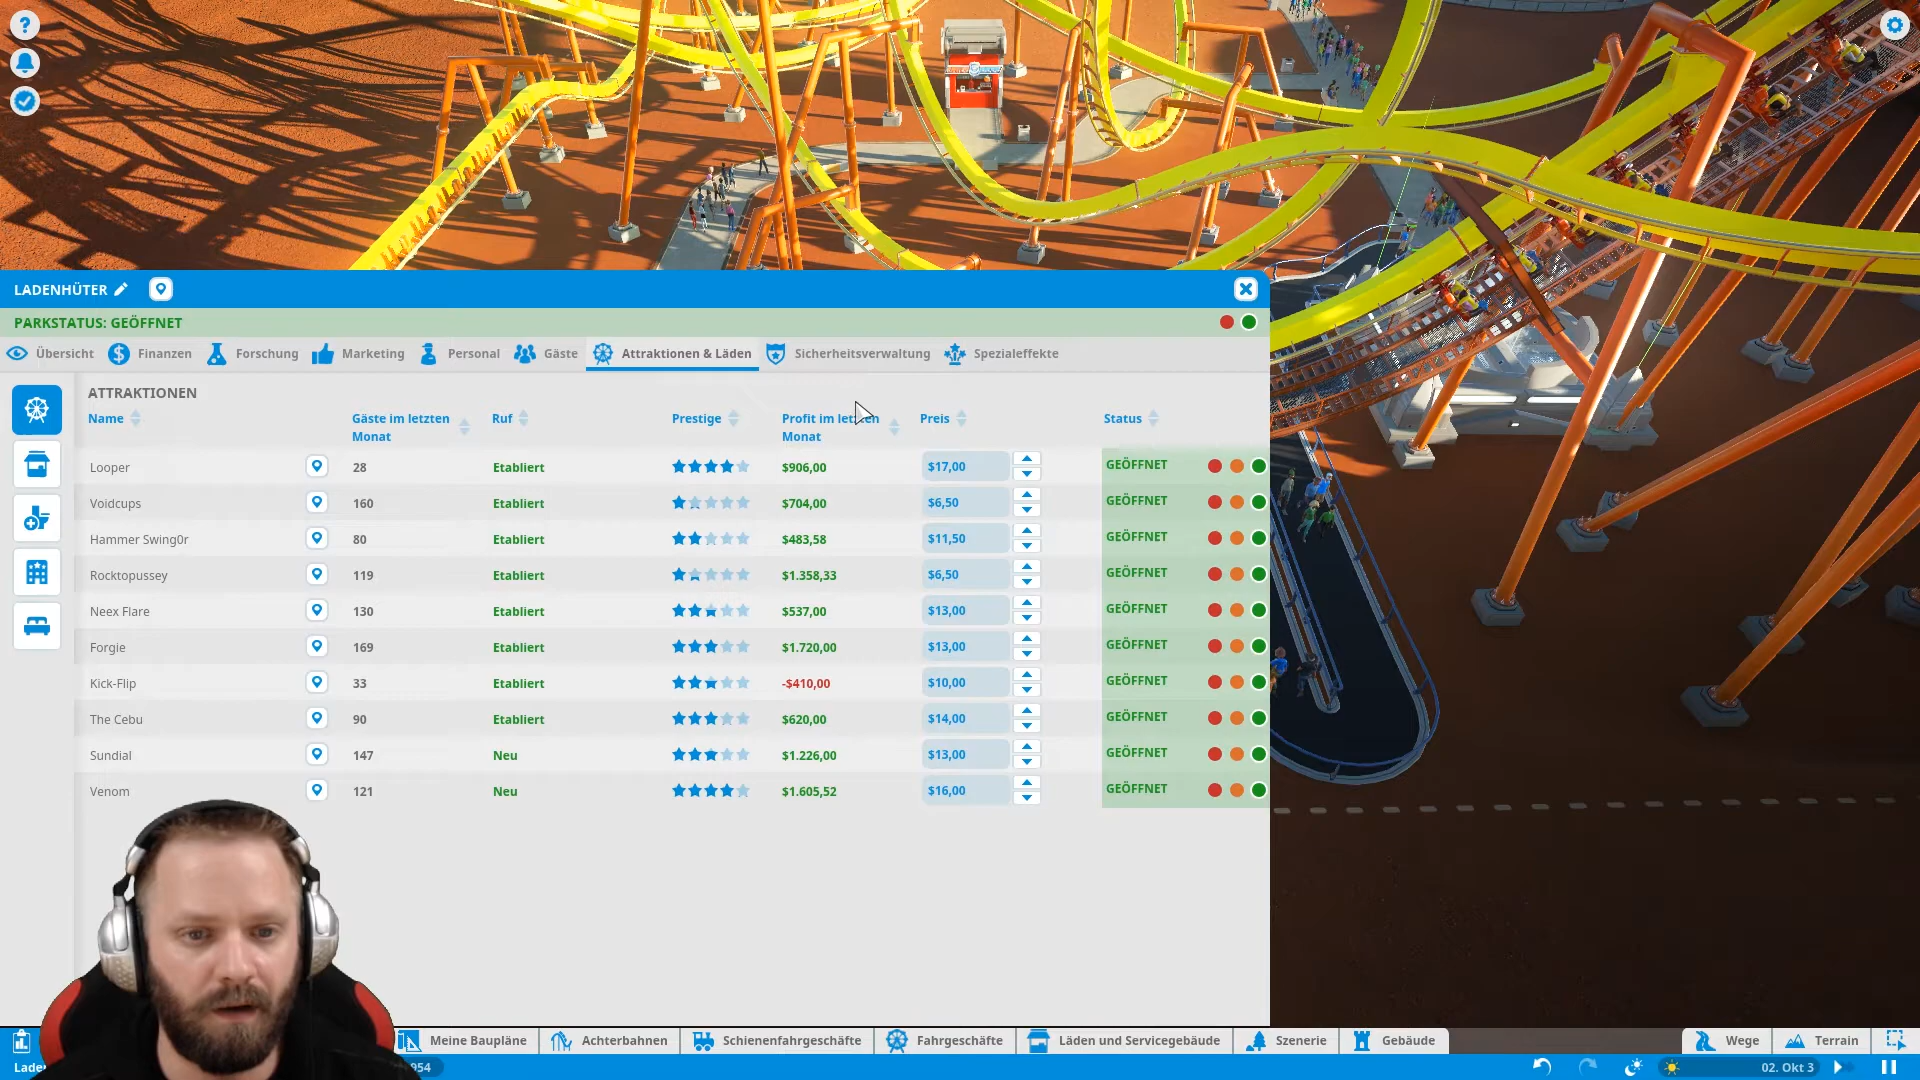 LADENHÜTER
PARKSTATUS: GEÖFFNET
Übersicht Finanzen Forschung Marketing Personal Gäste Attraktionen & Läden Sicherheitsverwaltung Spezialeffekte
ATTRAKTIONEN
Name Gäste im letzten Monat Ruf Prestige Profit im letzten Monat Preis Status
Looper 28 Etabliert $906,00 $17,00 GEÖFFNET
Voidcups 160 Etabliert $704,00 $6,50 GEÖFFNET
Hammer Swing0r 80 Etabliert $483,58 $11,50 GEÖFFNET
Rocktopussey 119 Etabliert $1.358,33 $6,50 GEÖFFNET
Neex Flare 130 Etabliert $537,00 $13,00 GEÖFFNET
Forgie 169 Etabliert $1.720,00 $13,00 GEÖFFNET
Kick-Flip 33 Etabliert -$410,00 $10,00 GEÖFFNET
The Cebu 90 Etabliert $620,00 $14,00 GEÖFFNET
Sundial 147 Neu $1.226,00 $13,00 GEÖFFNET
Venom 121 Neu $1.605,52 $16,00 GEÖFFNET
Meine Baupläne Achterbahnen Schienenfahrgeschäfte Fahrgeschäfte Läden und Servicegebäude Szenerie Gebäude Wege Terrain
Lade 954 02. Okt 3